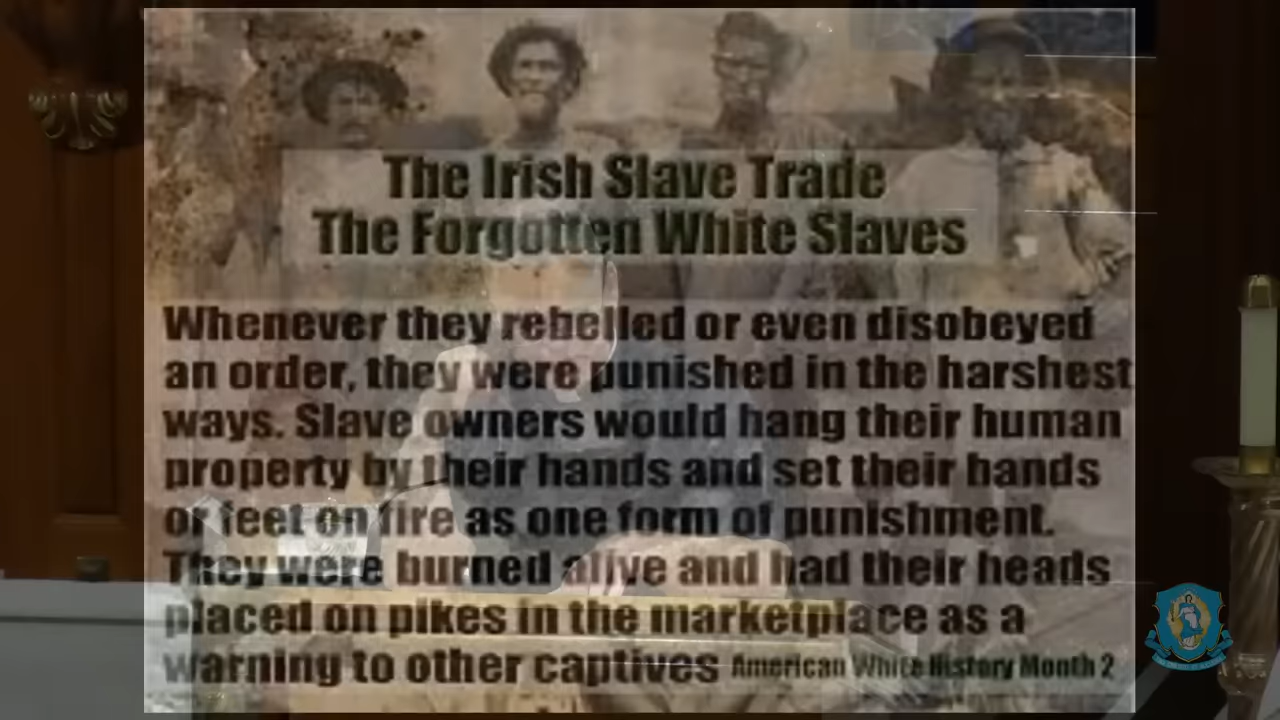 The Irish Slave Trade
The Forgotten White Slaves
Whenever they rebelled or even disobeyed
an order, they were punished in the harshest
ways. Slave owners would hang their human
property by their hands and set their hands
or feet on fire as one form of punishment.
They were burned alive and had their heads
placed on pikes in the marketplace as a
warning to other captives American White History Month 2